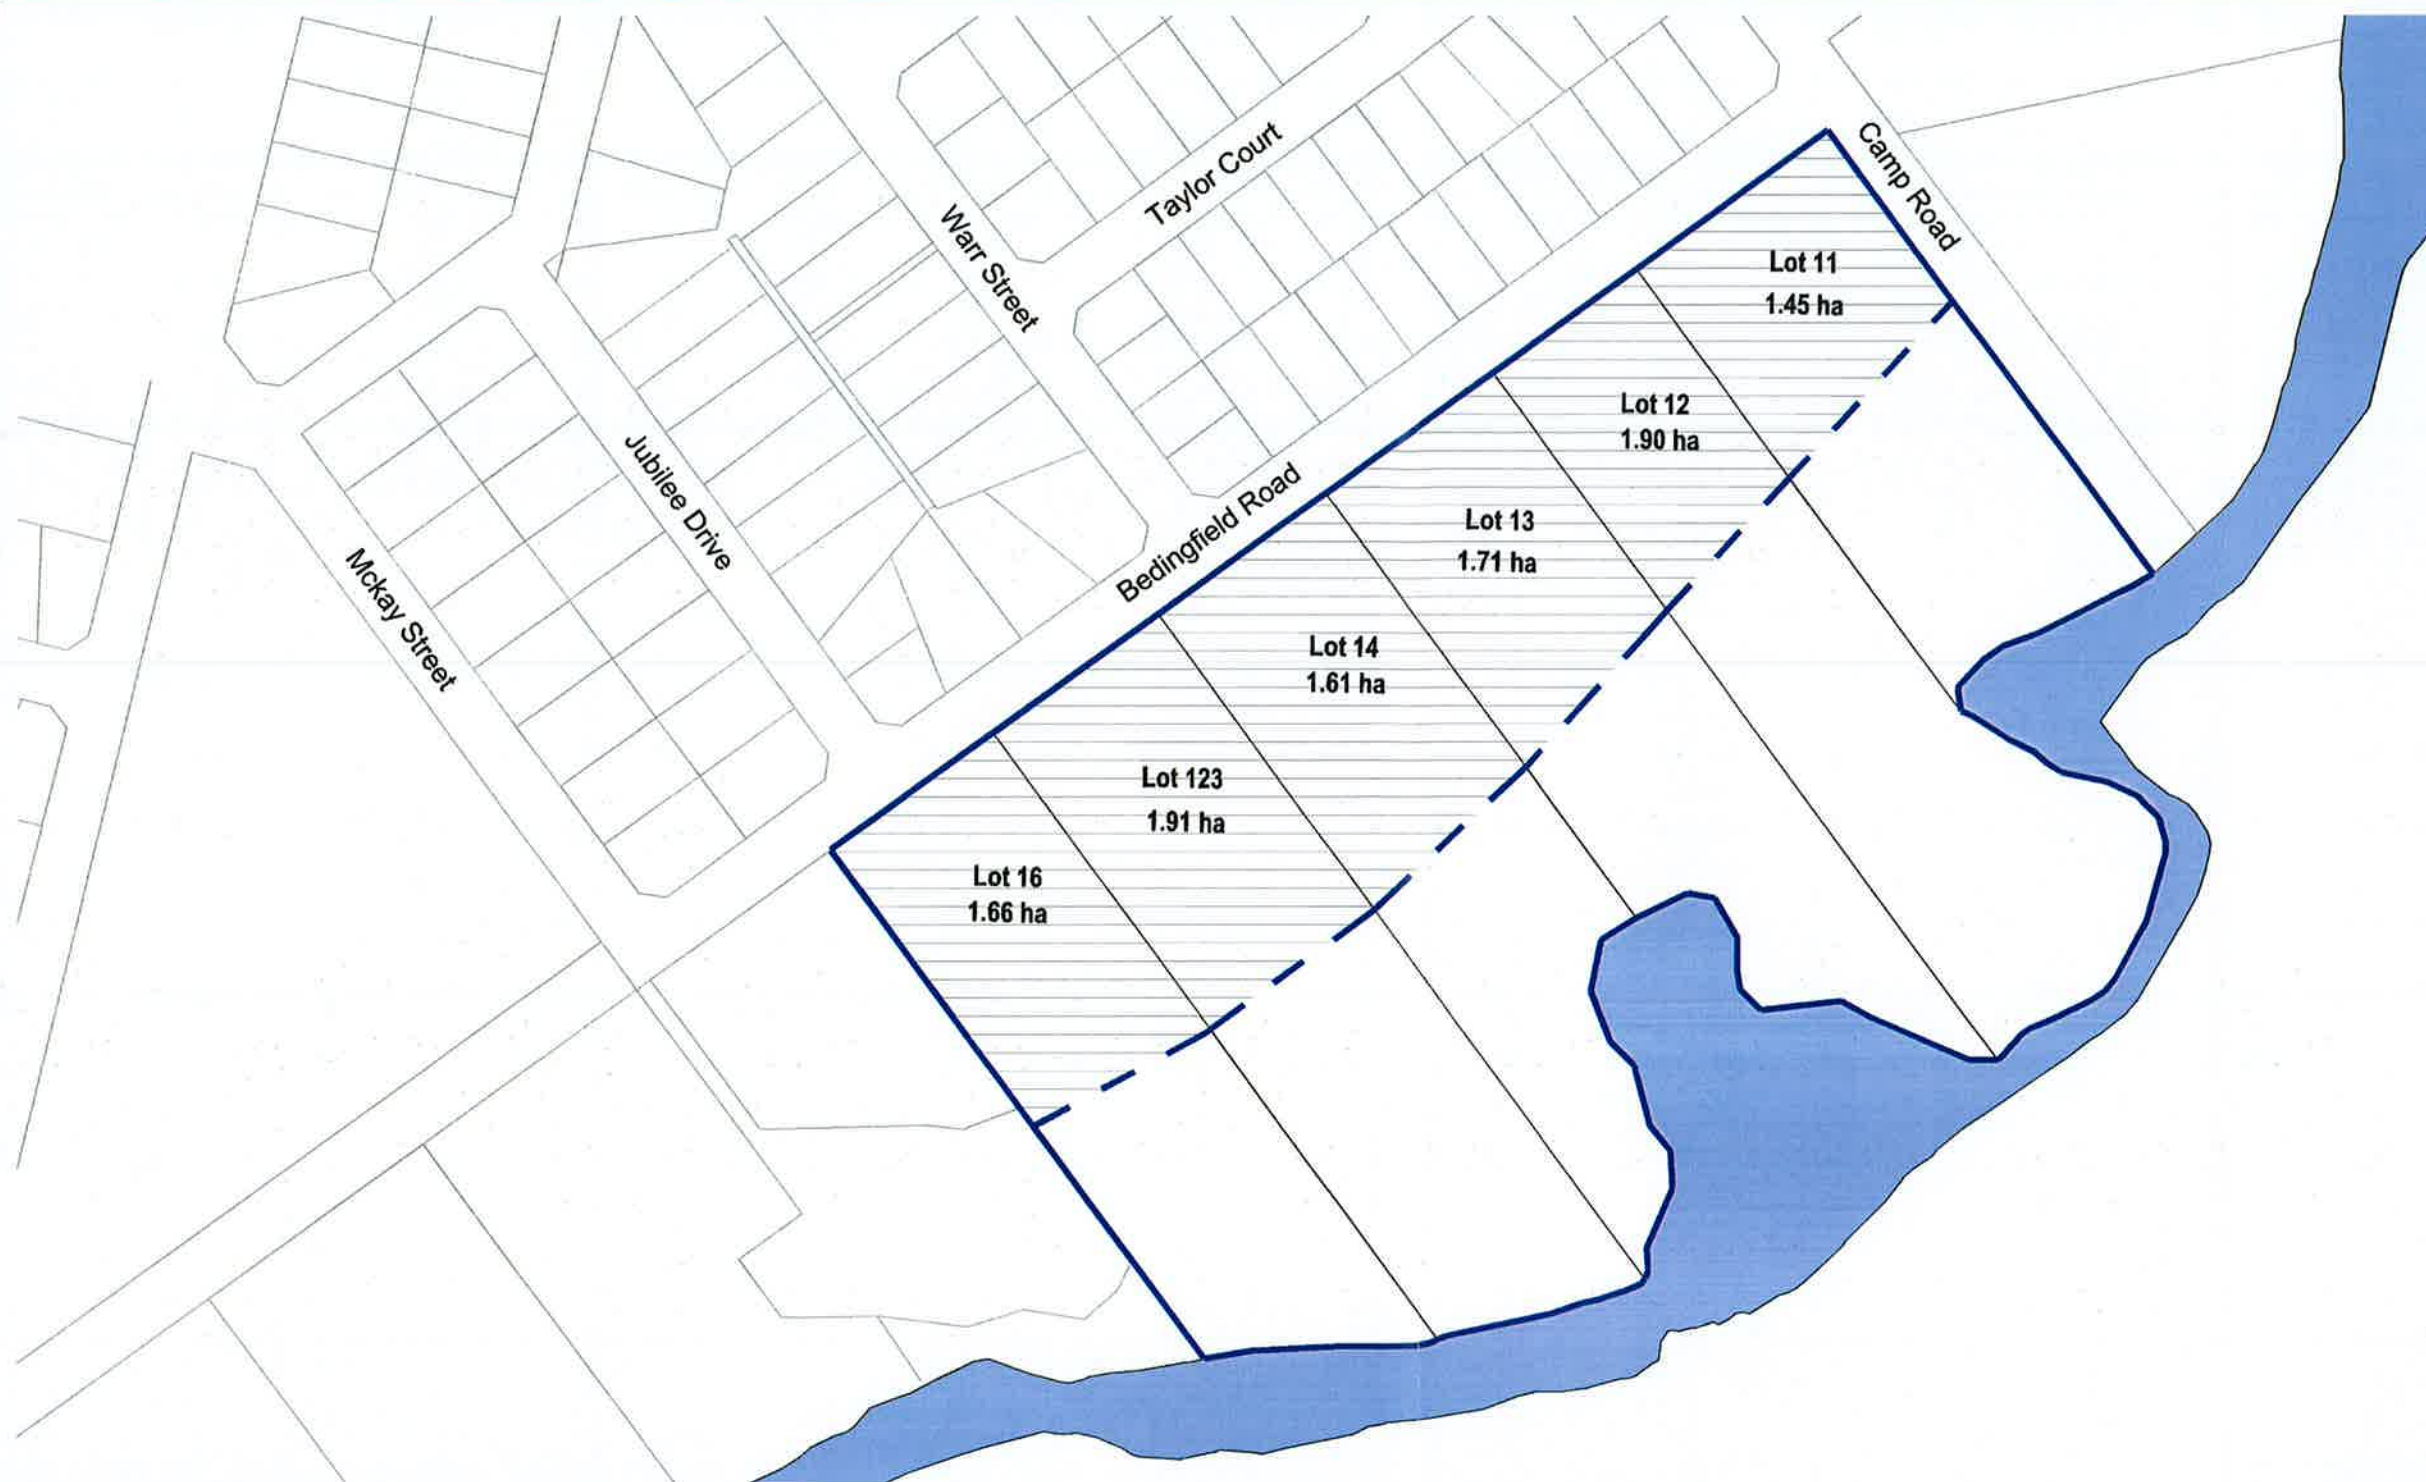 Taylor Court
Camp Road
Warr Street
Lot 11
1.45 ha
Lot 12
1.90 ha
Jubilee Drive
Bedingfield Road
Lot 13
1.71 ha
Mckay Street
Lot 14
1.61 ha
Lot 123
1.91 ha
Lot 16
1.66 ha